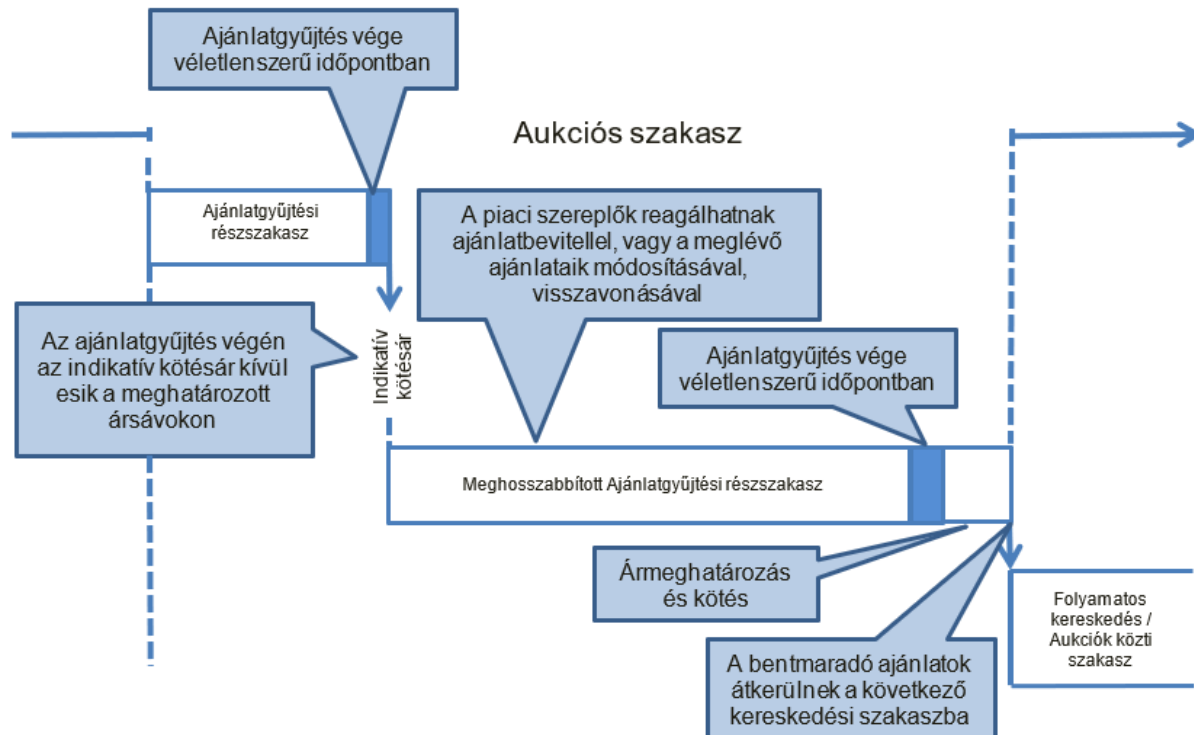 Ajánlatgyűjtés vége
véletlenszerű időpontban
Aukciós szakasz
Ajánlatgyűjtési
részszakasz
A piaci szereplők reagálhatnak
ajánlatbevitellel, vagy a meglévő
ajánlataik módosításával,
visszavonásával
Az ajánlatgyűjtés végén
az indikatív kötésár kívül
esik a meghatározott
ársávokon
Indikatív
kötésár
Ajánlatgyűjtés vége
véletlenszerű időpontban
Meghosszabbított Ajánlatgyűjtési részszakasz
Ármeghatározás
és kötés
Folyamatos
kereskedés /
Aukciók közti
szakasz
A bentmaradó ajánlatok
átkerülnek a következő
kereskedési szakaszba